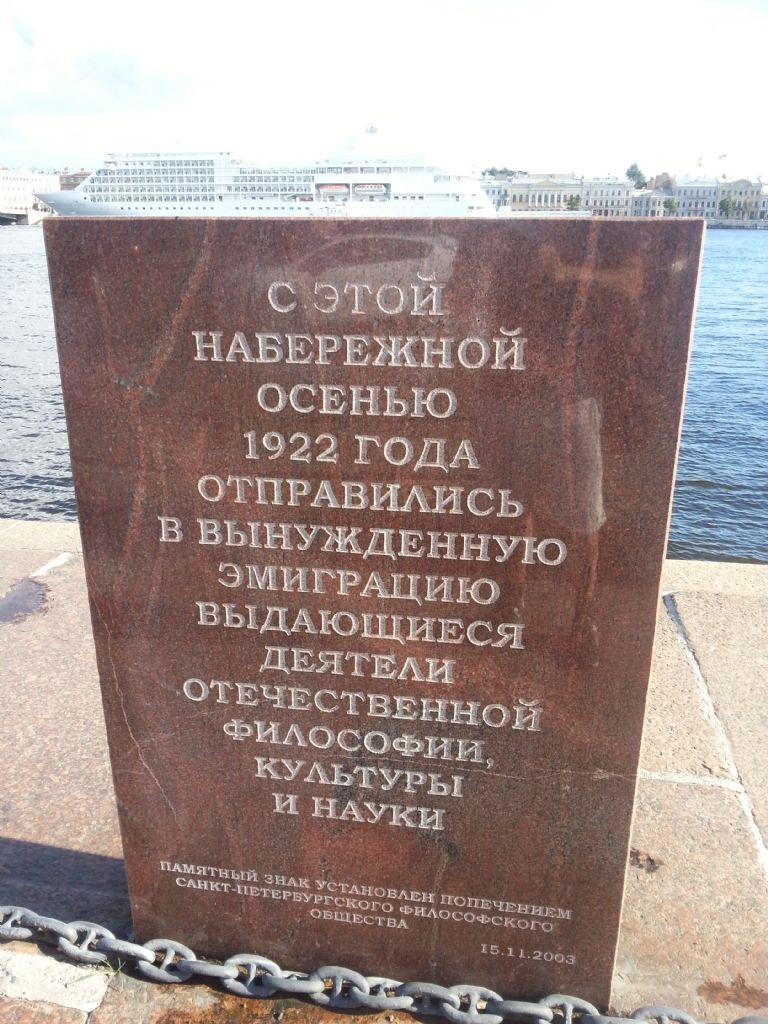 С ЭТОЙ
НАБЕРЕЖНОЙ
ОСЕНЬЮ
1922 ГОДА
ОТПРАВИЛИСЬ
В ВЫНУЖДЕННУЮ
ЭМИГРАЦИЮ
ВЫДАЮЩИЕСЯ
ДЕЯТЕЛИ
ОТЕЧЕСТВЕННОЙ
ФИЛОСОФИИ,
КУЛЬТУРЫ
И НАУКИ
ПАМЯТНЫЙ ЗНАК УСТАНОВЛЕН ПОПЕЧЕНИЕМ
САНКТ-ПЕТЕРБУРГСКОГО ФИЛОСОФСКОГО
ОБЩЕСТВА
15.11.2003